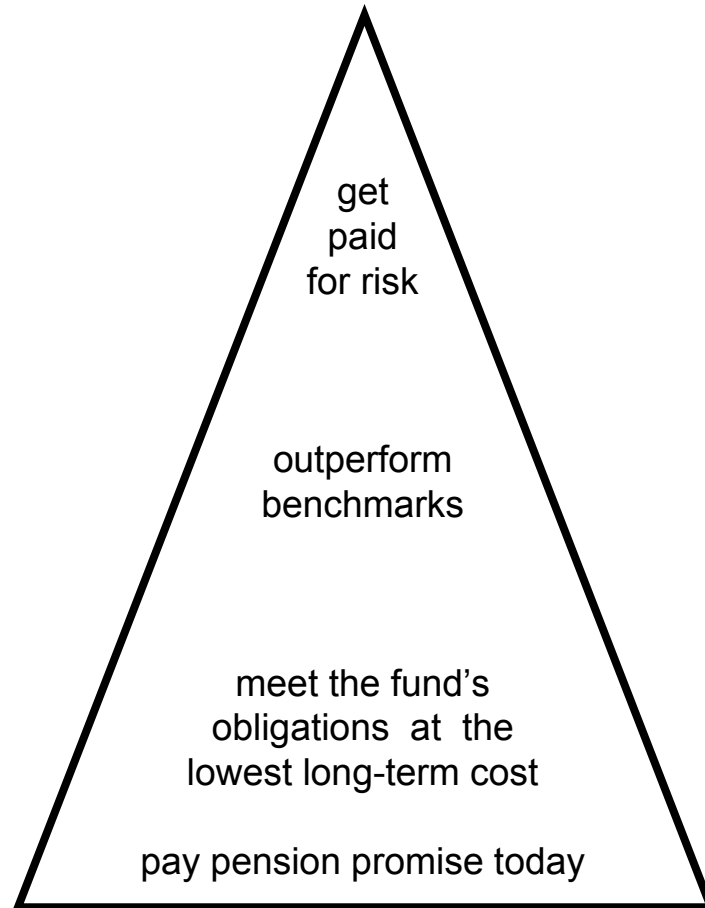 get
paid
for risk
outperform
benchmarks
meet the fund’s
obligations at the
lowest long-term cost
pay pension promise today